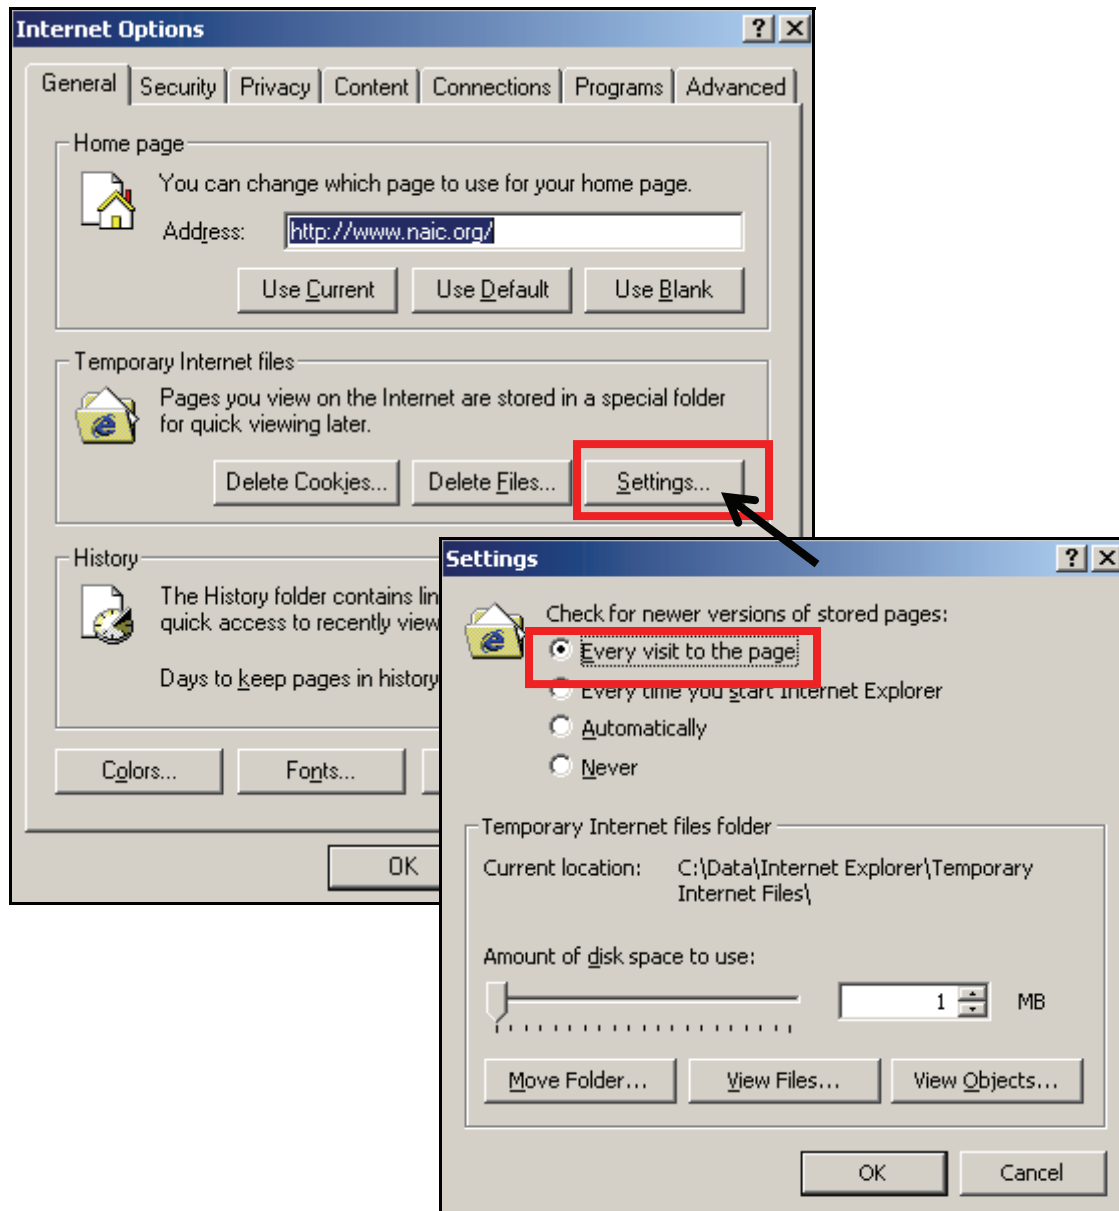 Internet Options
General Security Privacy Content Connections Programs Advanced
Home page
You can change which page to use for your home page.
Address: http://www.naic.org/
Use Current Use Default Use Blank
Temporary Internet files
Pages you view on the Internet are stored in a special folder
for quick viewing later.
Delete Cookies... Delete Files... Settings...
History
The History folder contains lin
quick access to recently view
Days to keep pages in history
Colors... Fonts...
OK
Settings
Check for newer versions of stored pages:
Every visit to the page
Every time you start Internet Explorer
Automatically
Never
Temporary Internet files folder
Current location: C:\Data\Internet Explorer\Temporary
Internet Files\
Amount of disk space to use:
1 MB
Move Folder... View Files... View Objects...
OK Cancel